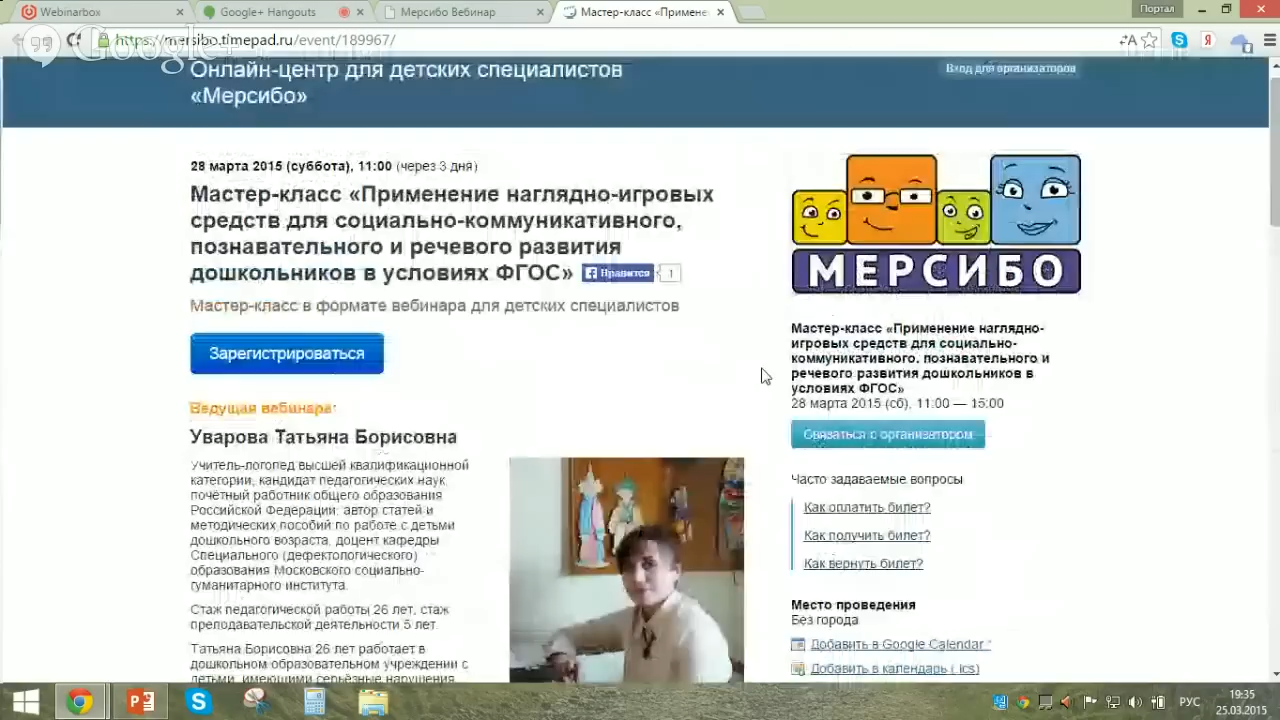 Webinarbox
Google+ Hangouts
Мерсибо Вебинар
Мастер-класс «Примене
Портал
https://mersibo.timepad.ru/event/189967/
Google+
Онлайн-центр для детских специалистов
«Мерсибо»
Вход для организаторов
28 марта 2015 (суббота), 11:00 (через 3 дня)
Мастер-класс «Применение наглядно-игровых
средств для социально-коммуникативного,
познавательного и речевого развития
дошкольников в условиях ФГОС»
Нравится
1
Мастер-класс в формате вебинара для детских специалистов
Зарегистрироваться
Ведущая вебинара:
Уварова Татьяна Борисовна
Учитель-логопед высшей квалификационной
категории, кандидат педагогических наук,
почетный работник общего образования
Российской Федерации, автор статей и
методических пособий по работе с детьми
дошкольного возраста, доцент кафедры
Специального (дефектологического)
образования Московского социально-
гуманитарного института.
Стаж педагогической работы 26 лет, стаж
преподавательской деятельности 5 лет.
Татьяна Борисовна 26 лет работает в
дошкольном образовательном учреждении с
детьми, имеющими серьёзные нарушения
МЕРСИБО
Мастер-класс «Применение наглядно-
игровых средств для социально-
коммуникативного, познавательного и
речевого развития дошкольников в
условиях ФГОС»
28 марта 2015 (сб), 11:00 — 15:00
Связаться с организатором
Часто задаваемые вопросы
Как оплатить билет?
Как получить билет?
Как вернуть билет?
Место проведения
Без города
Добавить в Google Calendar
Добавить в календарь (.ics)
РУС
19:35
25.03.2015